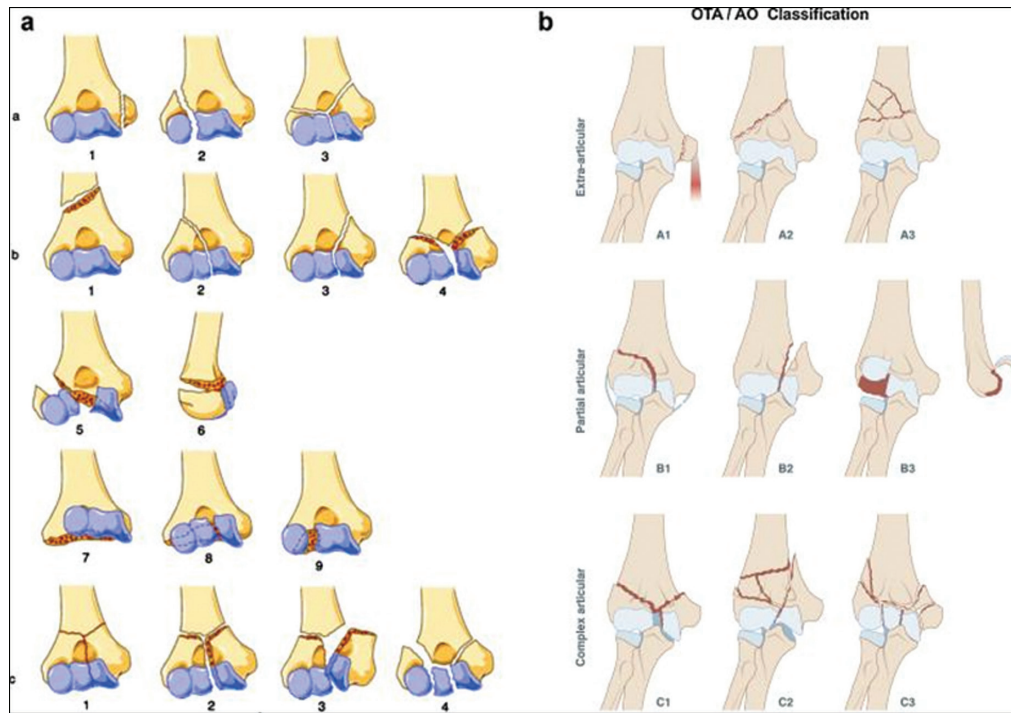 a
a
1 2 3
b
1 2 3 4
5 6
7 8 9
c
1 2 3 4
b
OTA / AO Classification
Extra-articular
A1 A2 A3
Partial articular
B1 B2 B3
Complex articular
C1 C2 C3